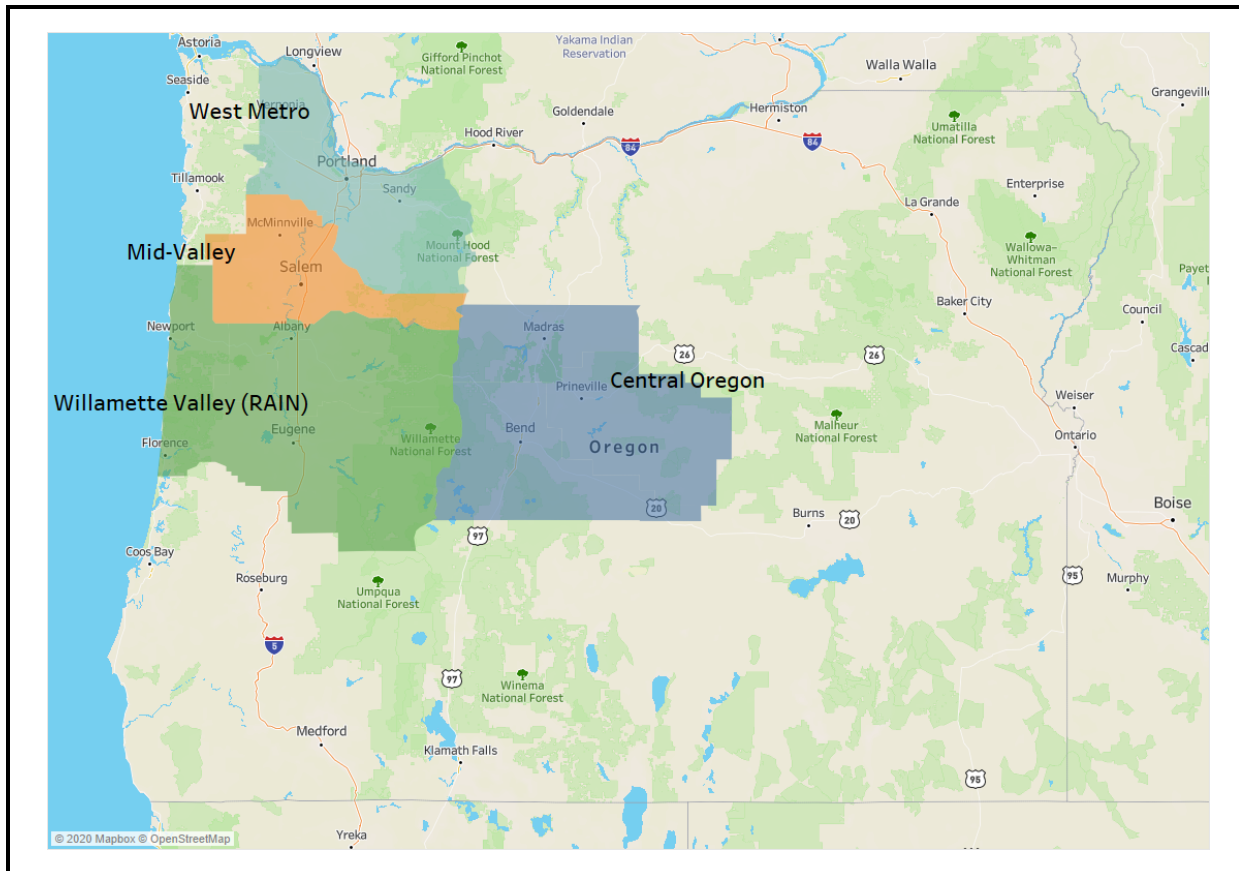 Astoria
Longview
Gifford Pinchot
National Forest
Yakama Indian
Reservation
Walla Walla
Seaside
Vernonia
West Metro
Goldendale
Hermiston
Grangeville
Umatilla
National Forest
Hood River
84
84
Portland
Tillamook
Sandy
Enterprise
La Grande
McMinnville
Mount Hood
National Forest
Wallowa-
Whitman
National Forest
Mid-Valley
Salem
Payet
Baker City
Council
Newport
Albany
Madras
26
26
Cascad
Central Oregon
Prineville
Weiser
Willamette Valley (RAIN)
Malheur
National Forest
Eugene
Willamette
National Forest
Bend
Oregon
Florence
Ontario
Boise
20
Burns
20
97
Coos Bay
Roseburg
Umpqua
National Forest
95
Murphy
5
97
Winema
National Forest
Medford
Klamath Falls
95
Yreka
© 2020 Mapbox © OpenStreetMap